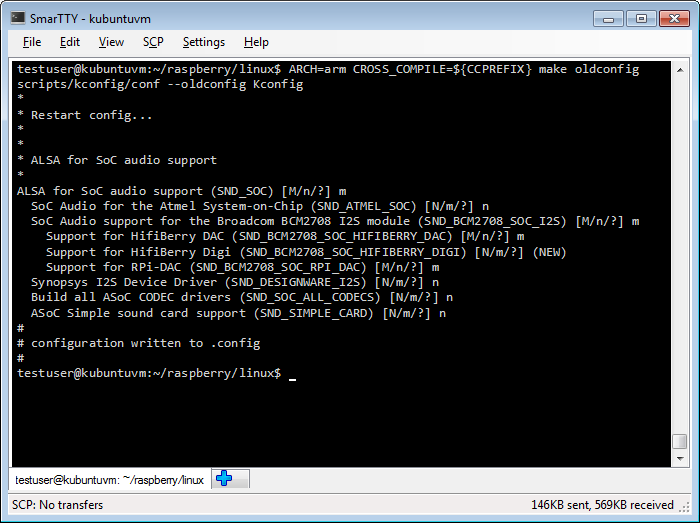 SmarTTY - kubuntuvm
File Edit View SCP Settings Help
testuser@kubuntuvm:~/raspberry/linux$ ARCH=arm CROSS_COMPILE=${CCPREFIX} make oldconfig
scripts/kconfig/conf --oldconfig Kconfig
*
* Restart config...
*
*
* ALSA for SoC audio support
*
ALSA for SoC audio support (SND_SOC) [M/n/?] m
  SoC Audio for the Atmel System-on-Chip (SND_ATMEL_SOC) [N/m/?] n
  SoC Audio support for the Broadcom BCM2708 I2S module (SND_BCM2708_SOC_I2S) [M/n/?] m
    Support for HifiBerry DAC (SND_BCM2708_SOC_HIFIBERRY_DAC) [M/n/?] m
    Support for HifiBerry Digi (SND_BCM2708_SOC_HIFIBERRY_DIGI) [N/m/?] (NEW)
    Support for RPi-DAC (SND_BCM2708_SOC_RPI_DAC) [M/n/?] m
  Synopsys I2S Device Driver (SND_DESIGNWARE_I2S) [N/m/?] n
  Build all ASoC CODEC drivers (SND_SOC_ALL_CODECS) [N/m/?] n
  ASoC Simple sound card support (SND_SIMPLE_CARD) [N/m/?] n
#
# configuration written to .config
#
testuser@kubuntuvm:~/raspberry/linux$ _
testuser@kubuntuvm: ~/raspberry/linux
SCP: No transfers 146KB sent, 569KB received